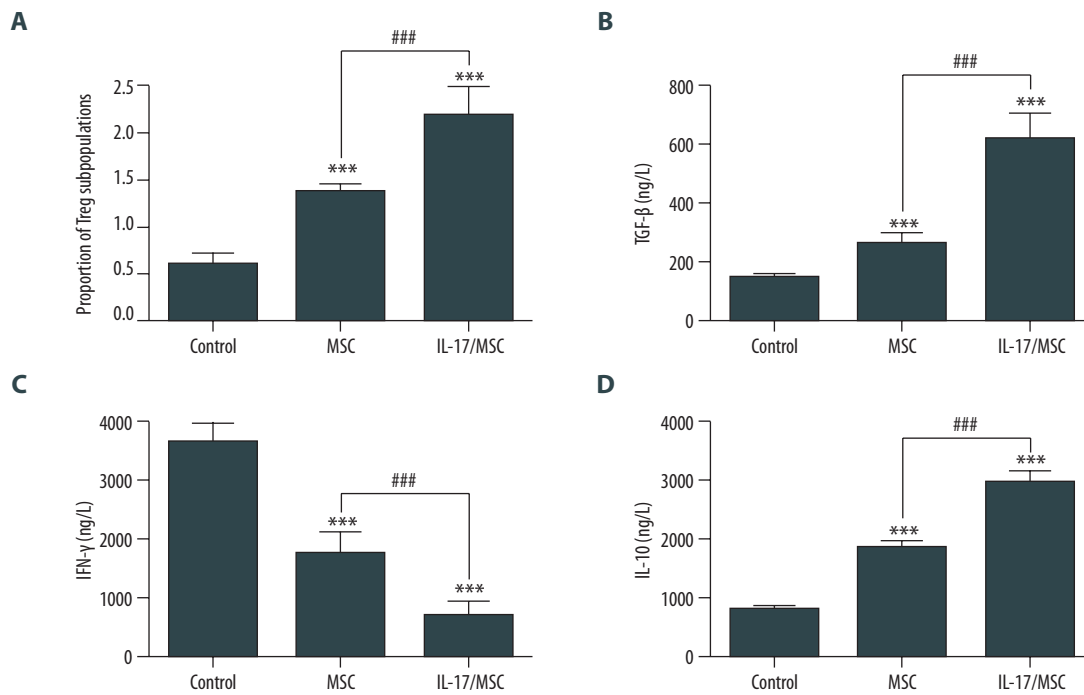 A
###
***
***
2.5
2.0
1.5
1.0
0.5
0.0
Proportion of Treg subpopulations
Control MSC IL-17/MSC
B
###
***
***
800
600
400
200
0
TGF-β (ng/L)
Control MSC IL-17/MSC
C
###
***
***
4000
3000
2000
1000
0
IFN-γ (ng/L)
Control MSC IL-17/MSC
D
###
***
***
4000
3000
2000
1000
0
IL-10 (ng/L)
Control MSC IL-17/MSC